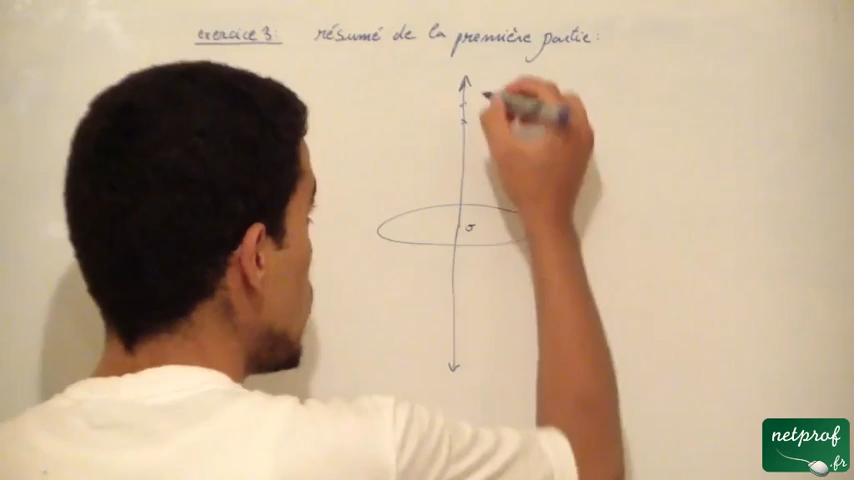 exercice 3: résumé de la première partie:
σ
netprof
.fr